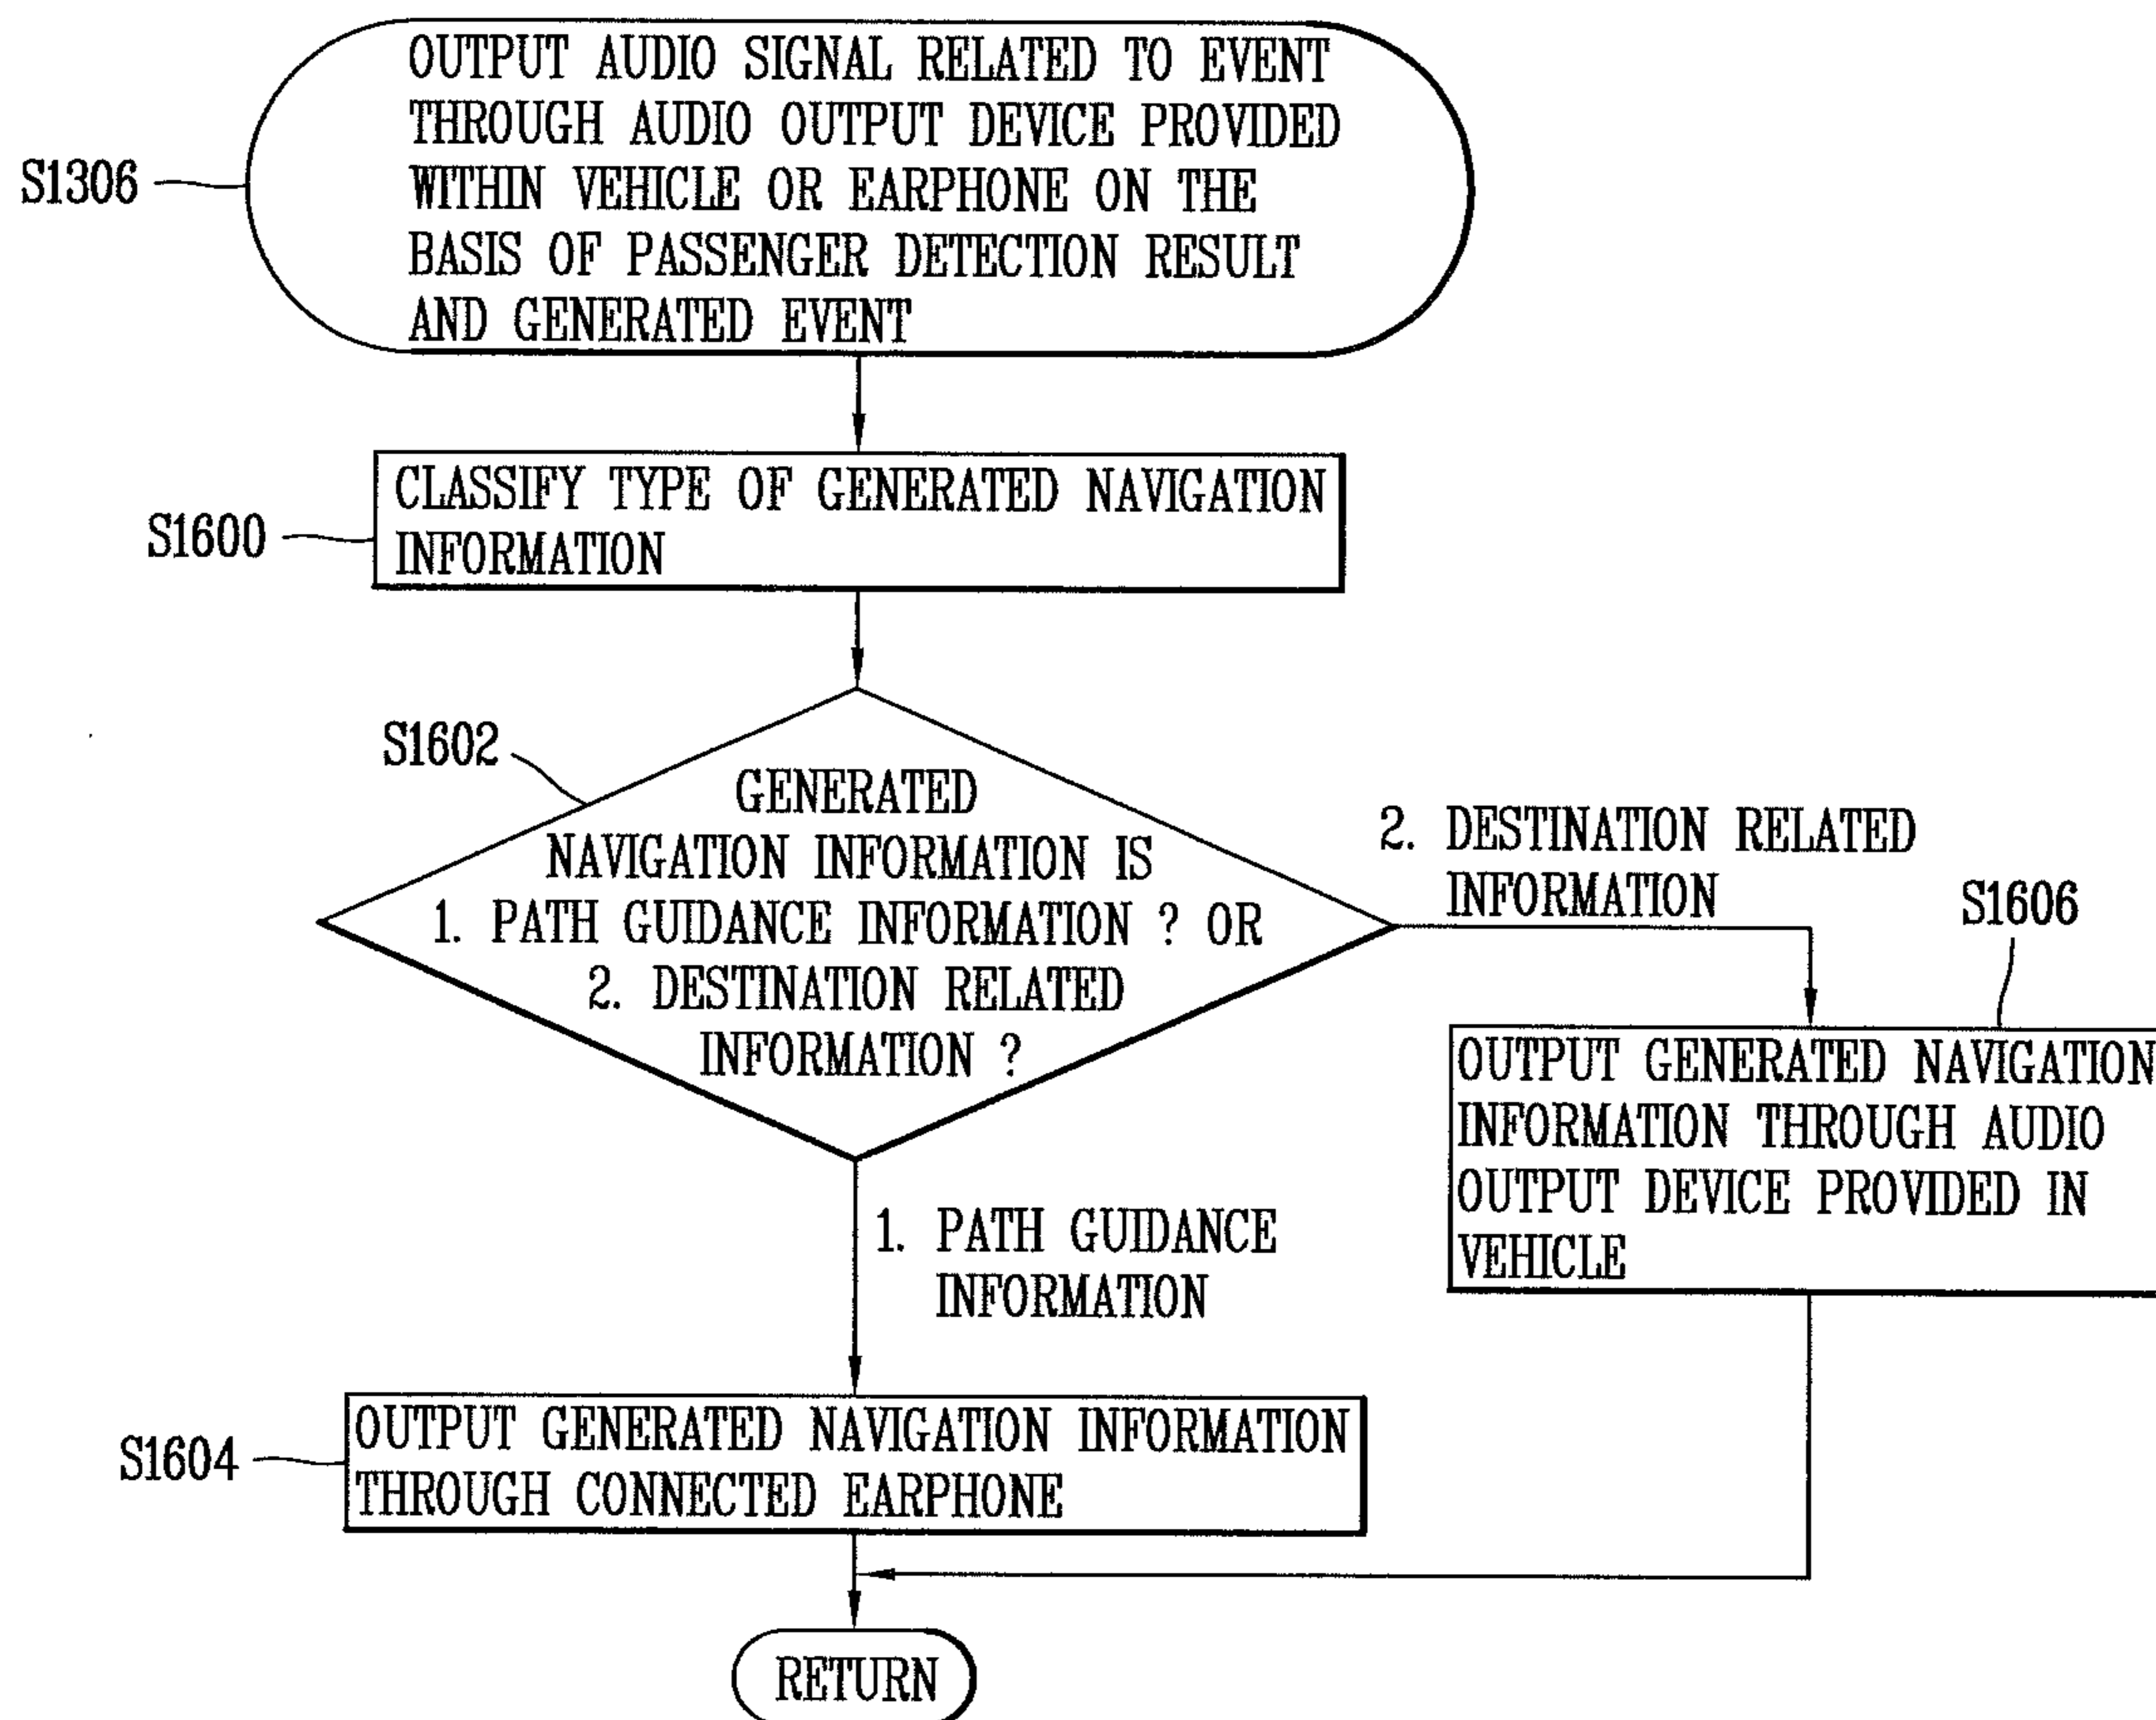 OUTPUT AUDIO SIGNAL RELATED TO EVENT
THROUGH AUDIO OUTPUT DEVICE PROVIDED
WITHIN VEHICLE OR EARPHONE ON THE
BASIS OF PASSENGER DETECTION RESULT
AND GENERATED EVENT
S1306
CLASSIFY TYPE OF GENERATED NAVIGATION
INFORMATION
S1600
S1602
GENERATED
NAVIGATION INFORMATION IS
1. PATH GUIDANCE INFORMATION ? OR
2. DESTINATION RELATED
INFORMATION ?
2. DESTINATION RELATED
INFORMATION
S1606
OUTPUT GENERATED NAVIGATION
INFORMATION THROUGH AUDIO
OUTPUT DEVICE PROVIDED IN
VEHICLE
1. PATH GUIDANCE
INFORMATION
S1604
OUTPUT GENERATED NAVIGATION INFORMATION
THROUGH CONNECTED EARPHONE
RETURN